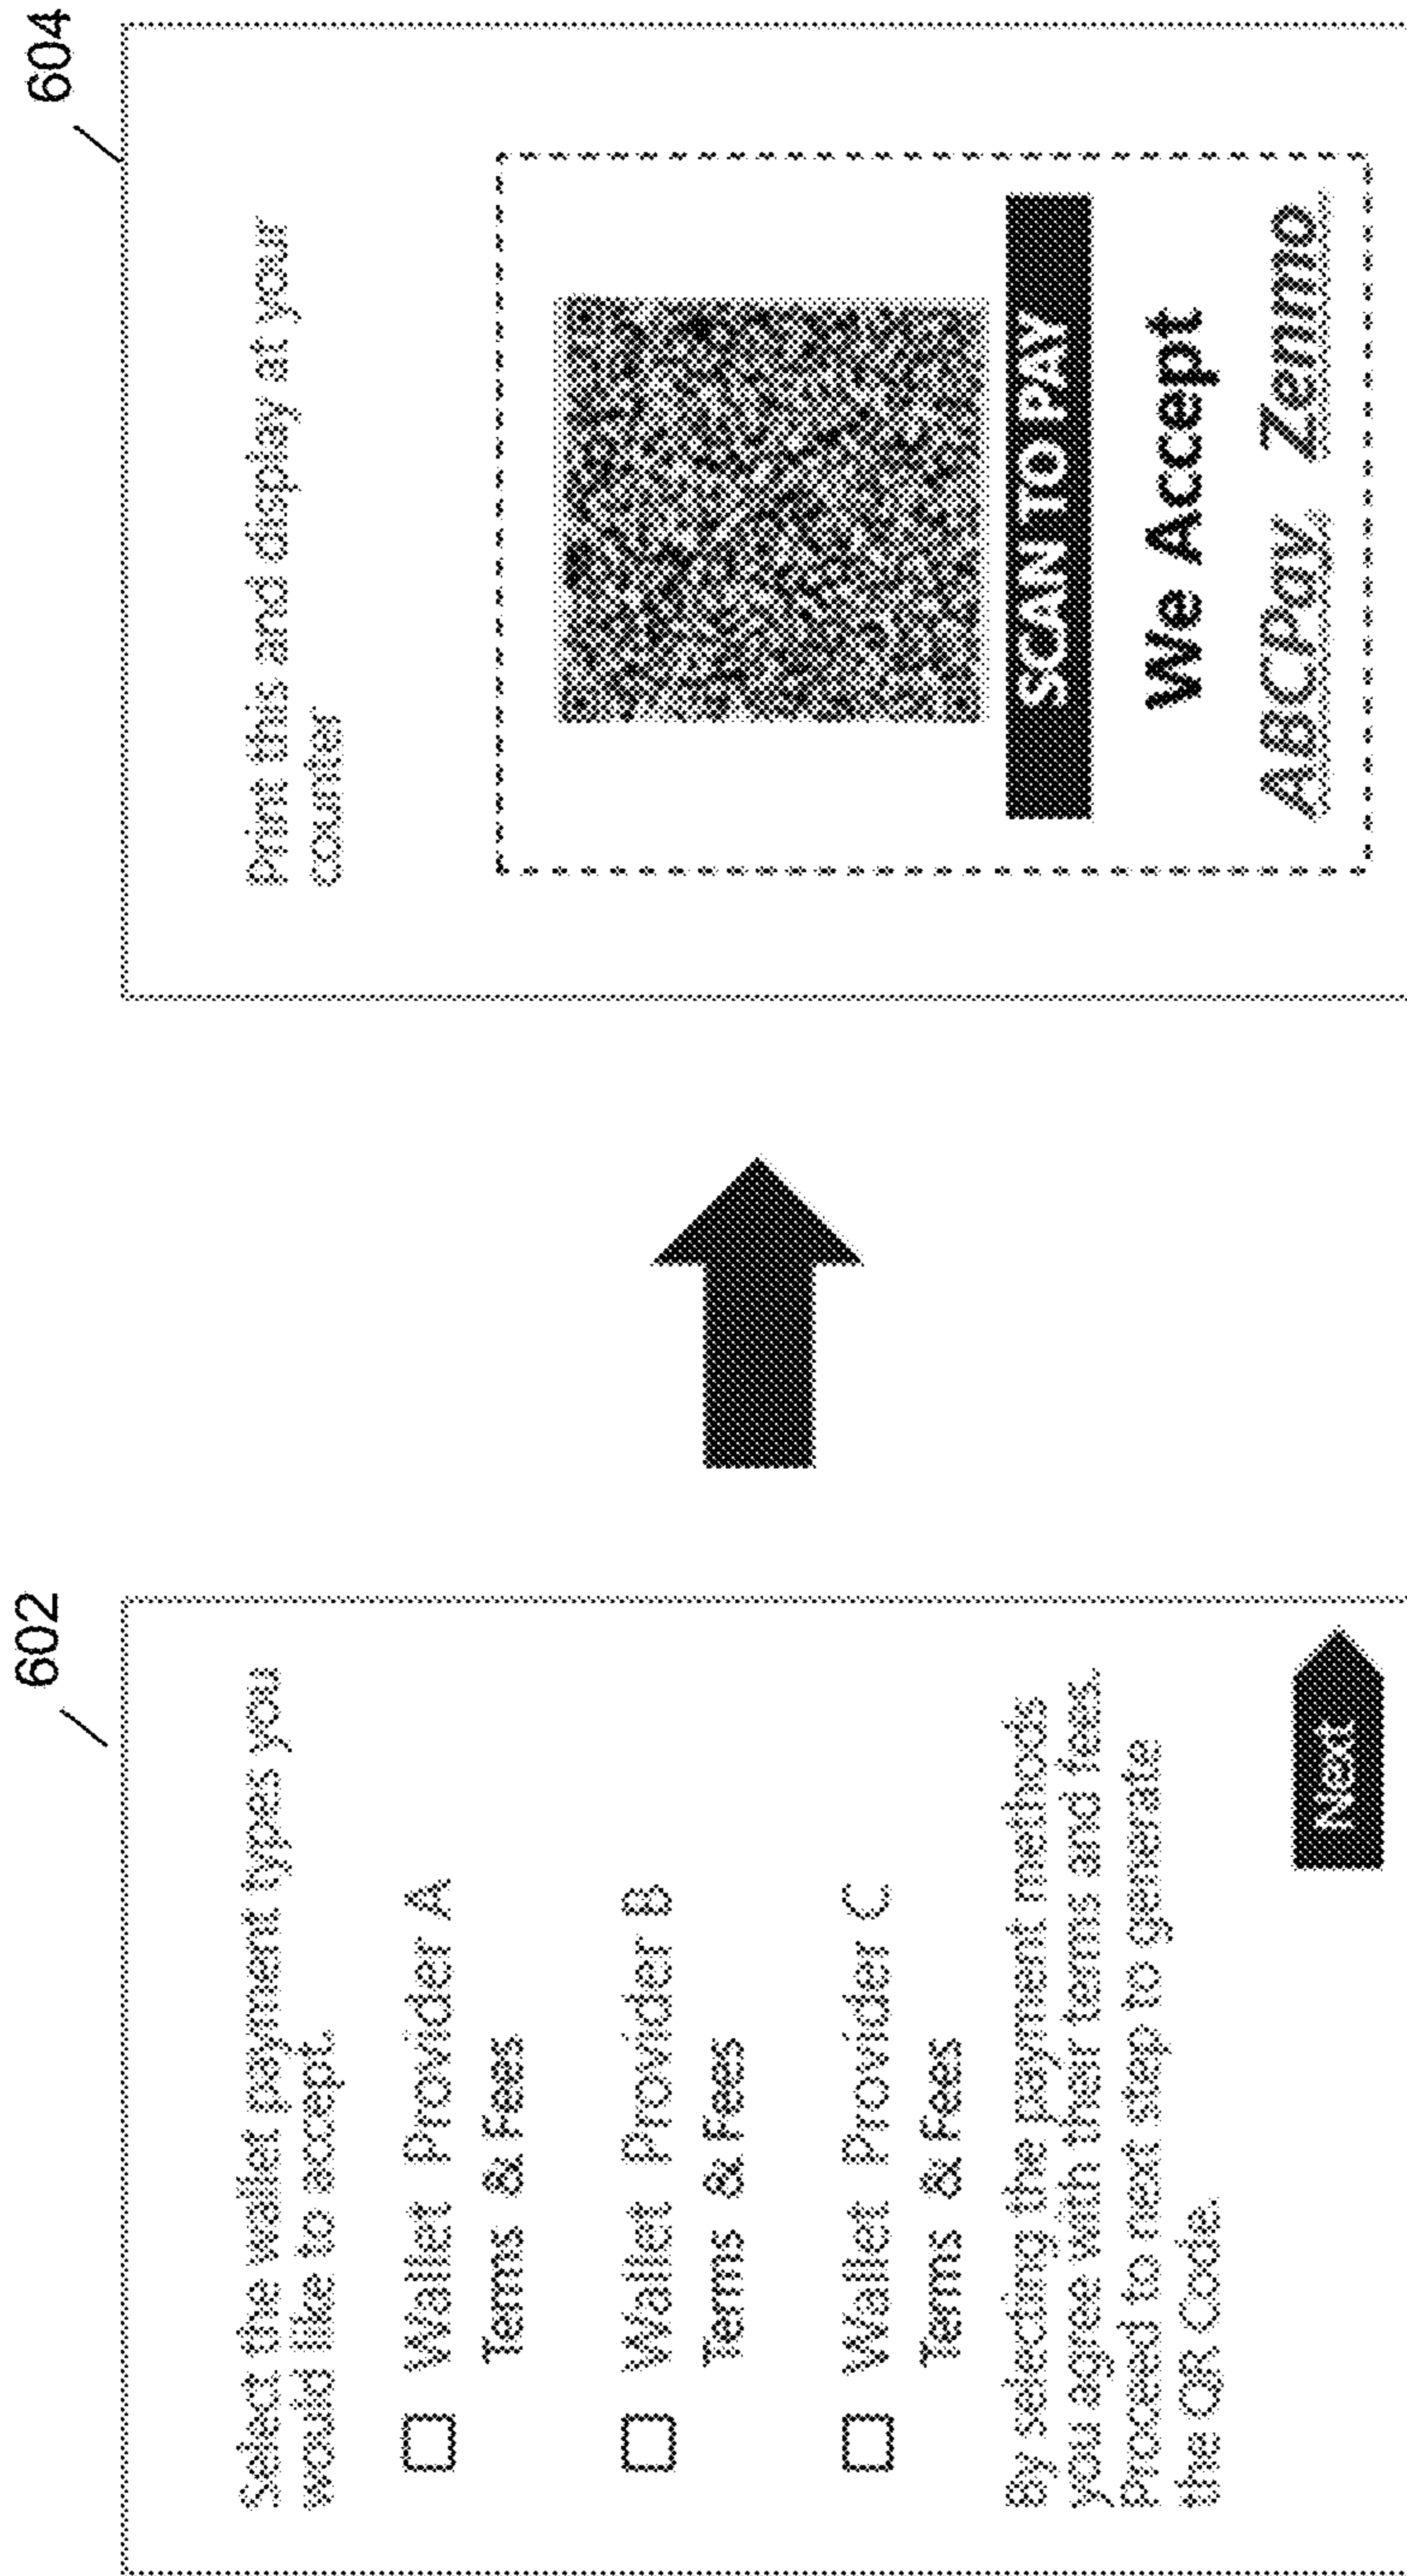 602
Select the wallet payment types you
would like to accept.
Wallet Provider A
Terms & Fees
Wallet Provider B
Terms & Fees
Wallet Provider C
Terms & Fees
By selecting the payment methods
you agree with their terms and fees.
Proceed to next step to generate
the QR Code.
Next
604
Print this and display at your
counter
SCAN TO PAY
We Accept
ABCPay, Zenmo